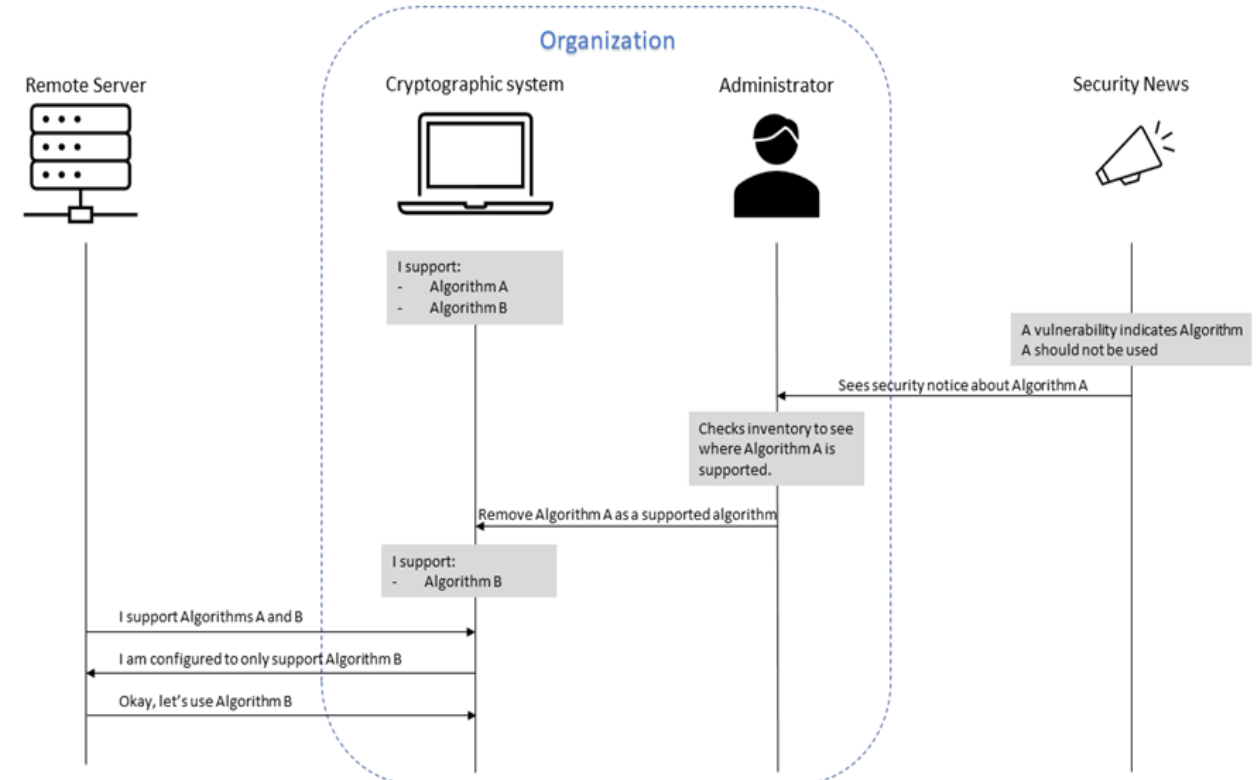 Organization
Remote Server
Cryptographic system
Administrator
Security News
I support:
- Algorithm A
- Algorithm B
A vulnerability indicates Algorithm
A should not be used
Sees security notice about Algorithm A
Checks inventory to see
where Algorithm A is
supported.
Remove Algorithm A as a supported algorithm
I support:
- Algorithm B
I support Algorithms A and B
I am configured to only support Algorithm B
Okay, let's use Algorithm B